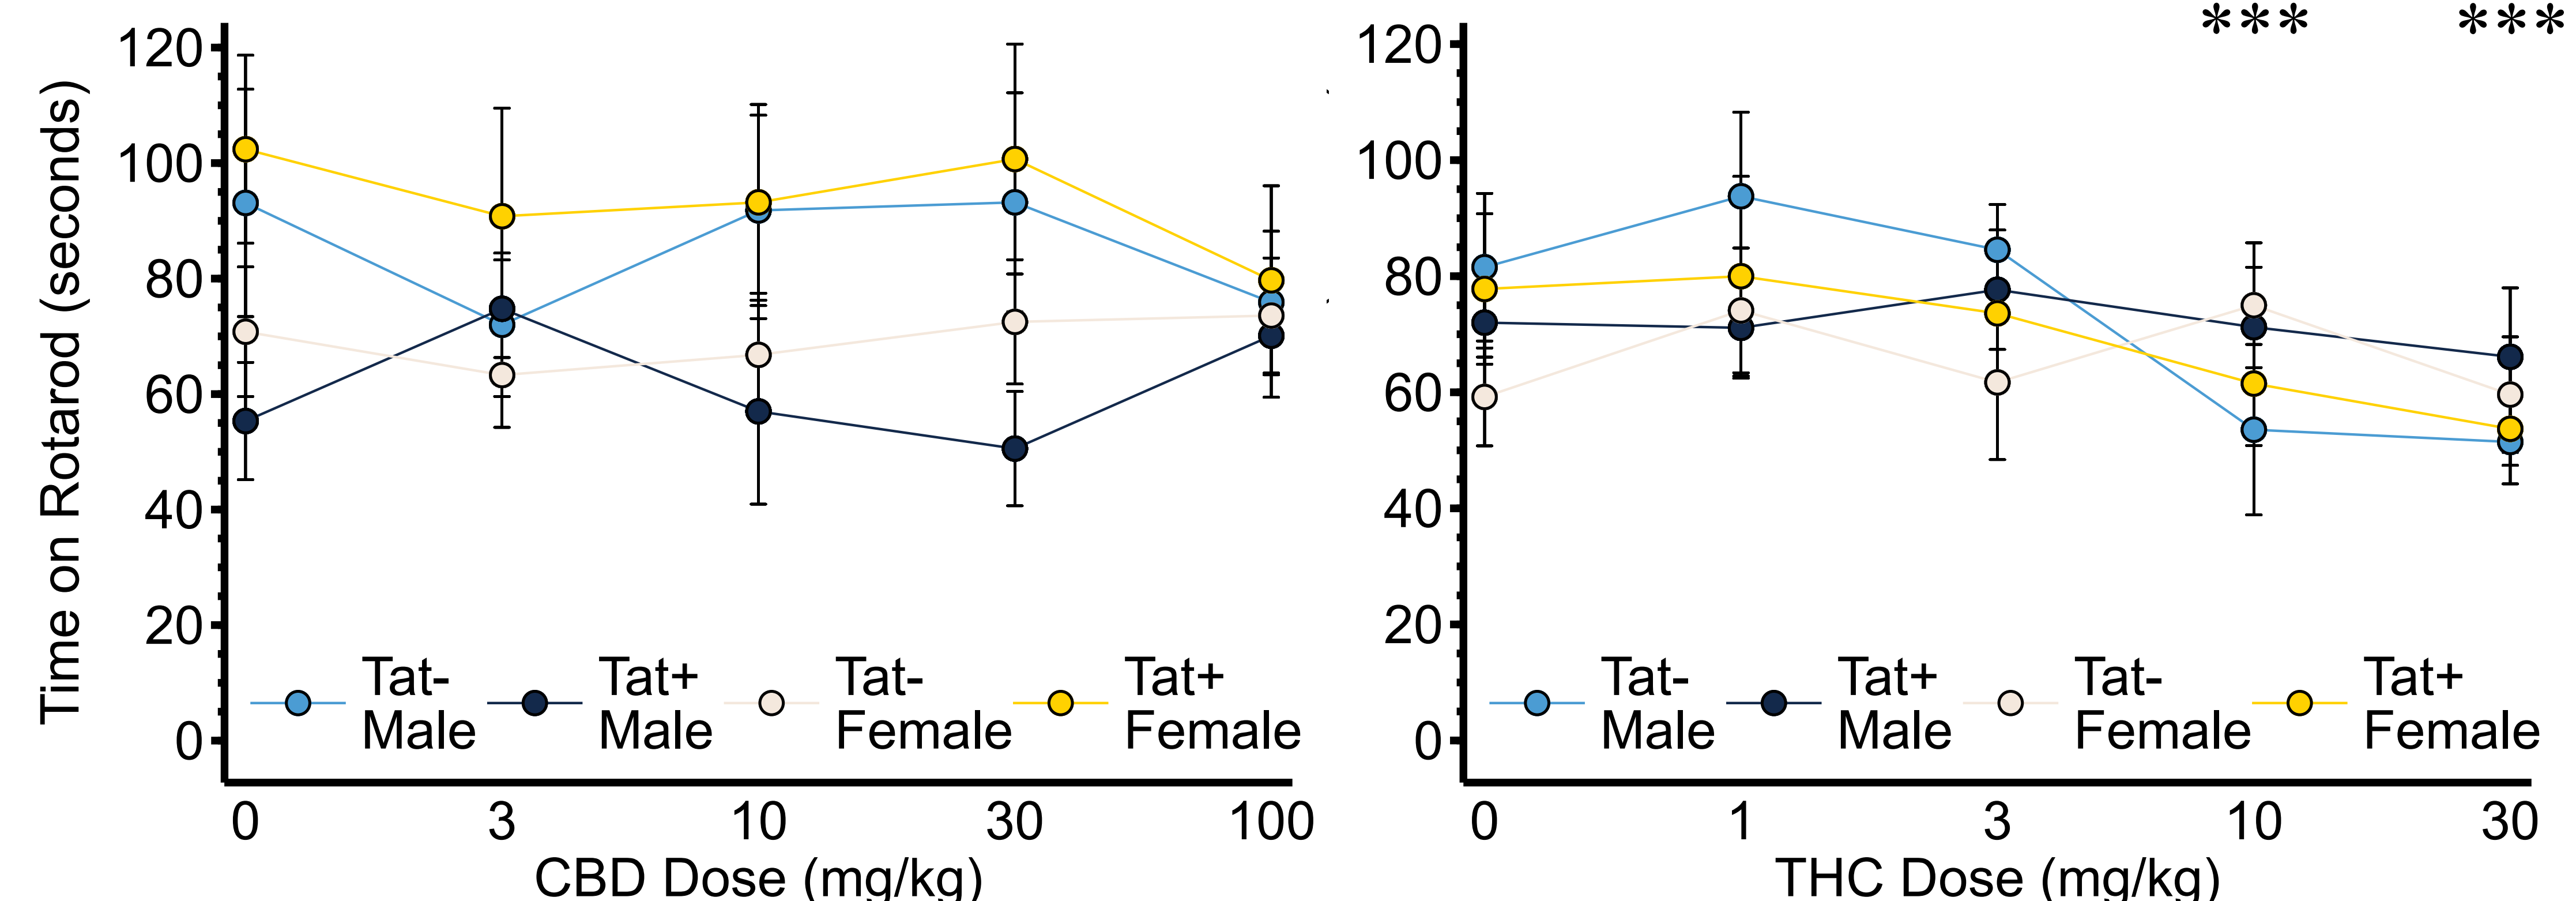 Time on Rotarod (seconds)
120
100
80
60
40
20
0
Tat- Male
Tat+ Male
Tat- Female
Tat+ Female
0 3 10 30 100
CBD Dose (mg/kg)
*** ***
120
100
80
60
40
20
0
Tat- Male
Tat+ Male
Tat- Female
Tat+ Female
0 1 3 10 30
THC Dose (mg/kg)